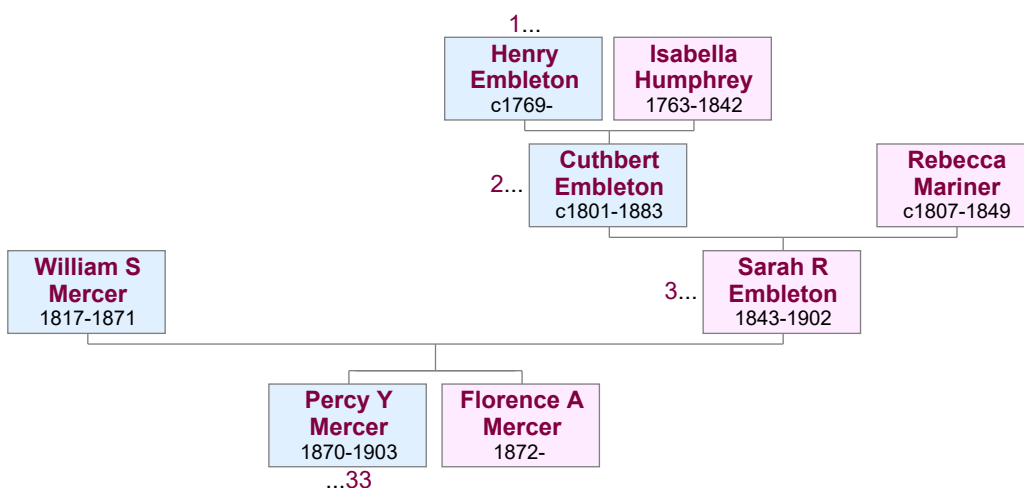 1...
Henry
Embleton
c1769-
Isabella
Humphrey
1763-1842
2...
Cuthbert
Embleton
c1801-1883
Rebecca
Mariner
c1807-1849
William S
Mercer
1817-1871
3...
Sarah R
Embleton
1843-1902
Percy Y
Mercer
1870-1903
Florence A
Mercer
1872-
...33